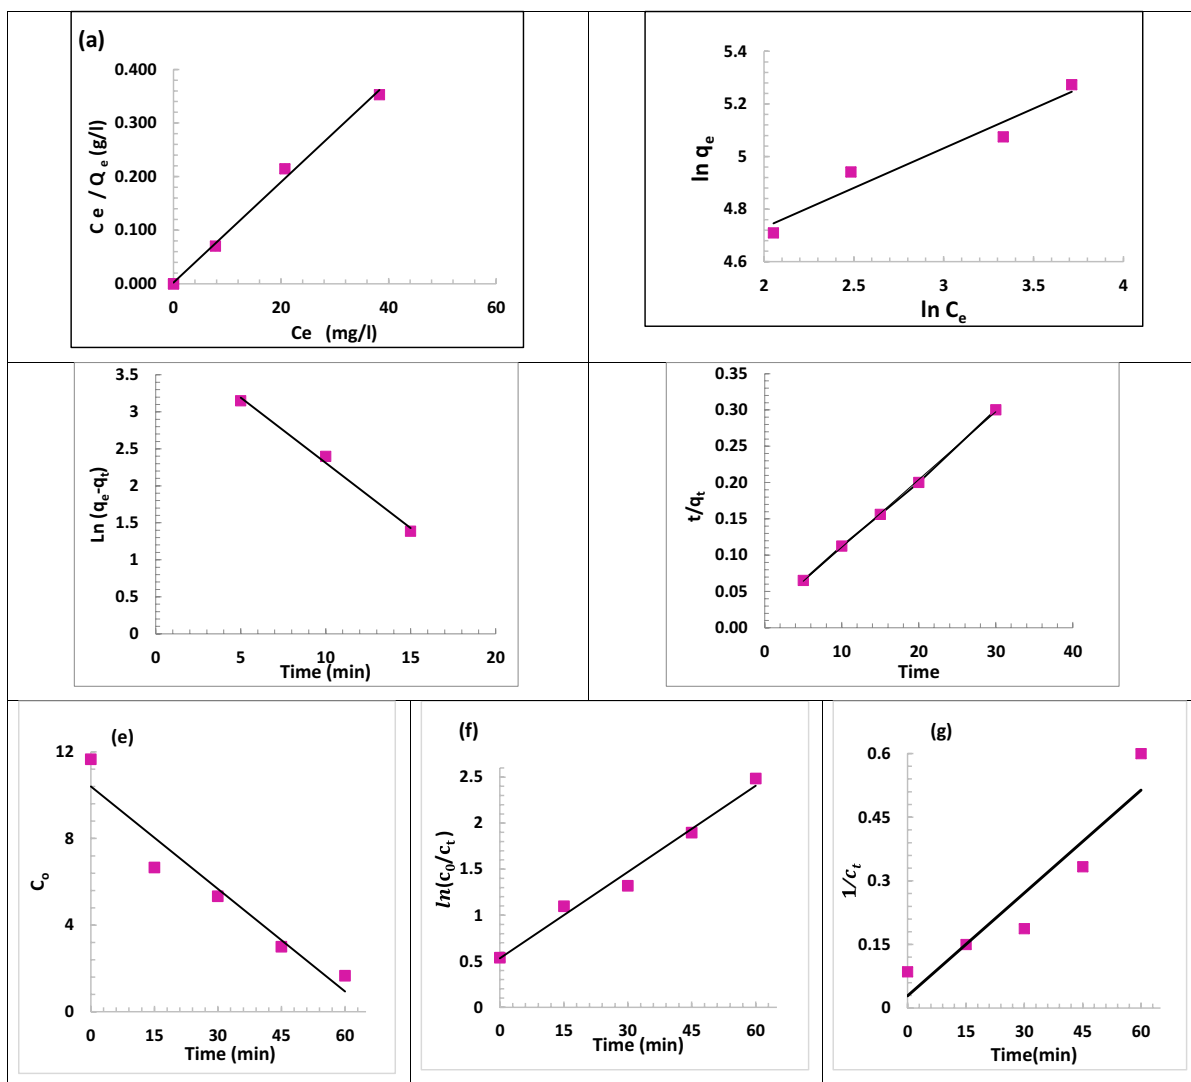 (a)
0.400
0.300
0.200
0.100
0.000
0 20 40 60
C e / Q e (g/l)
Ce (mg/l)
5.4
5.2
5
4.8
4.6
2 2.5 3 3.5 4
ln qe
ln Ce
3.5
3
2.5
2
1.5
1
0.5
0
0 5 10 15 20
Ln (qe-qt)
Time (min)
0.35
0.30
0.25
0.20
0.15
0.10
0.05
0.00
0 10 20 30 40
t/qt
Time
(e)
12
8
4
0
0 15 30 45 60
Co
Time (min)
(f)
2.5
2
1.5
1
0.5
0
0 15 30 45 60
ln(c0/ct)
Time (min)
(g)
0.6
0.45
0.3
0.15
0
0 15 30 45 60
1/ct
Time(min)